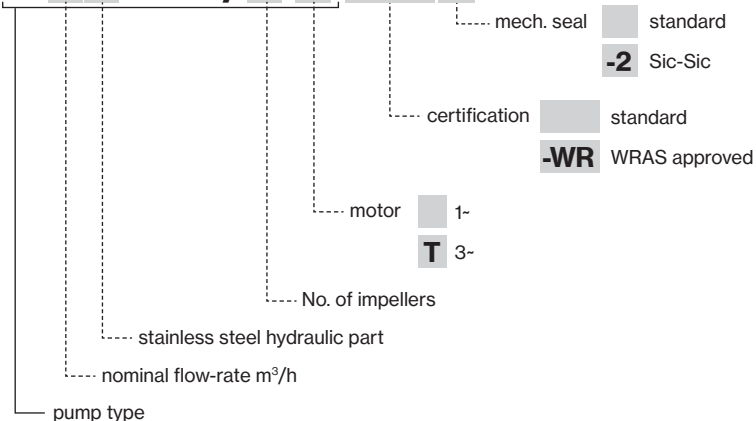 mech. seal standard
-2 Sic-Sic
certification standard
-WR WRAS approved
motor 1~
T 3~
No. of impellers
stainless steel hydraulic part
nominal flow-rate m³/h
pump type